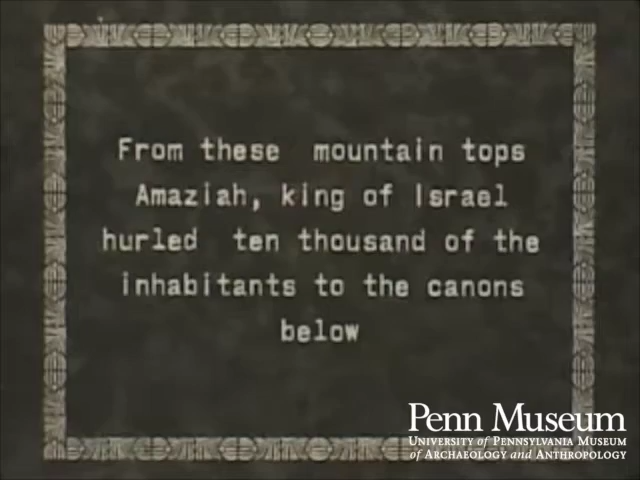 From these mountain tops
Amaziah, king of Israel
hurled ten thousand of the
inhabitants to the canons
below
Penn Museum
University of Pennsylvania Museum
of Archaeology and Anthropology